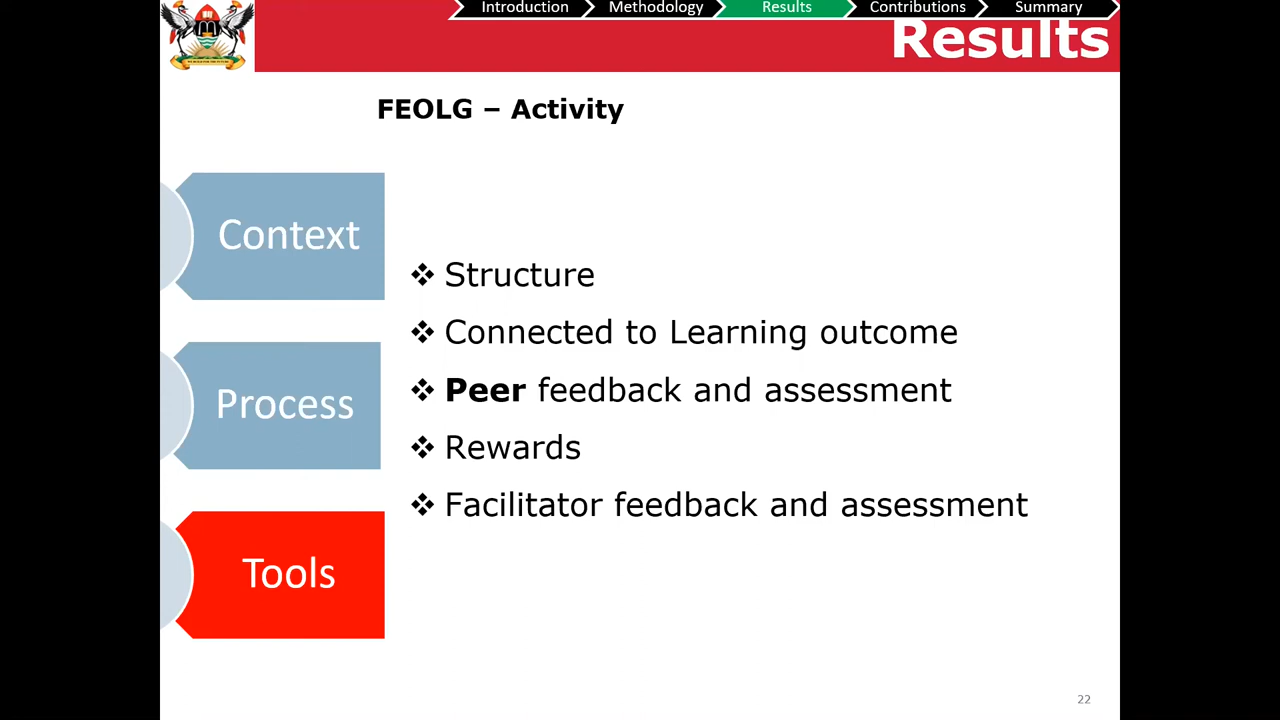 Introduction
Methodology
Results
Contributions
Summary
Results
FEOLG – Activity
Context
Process
Tools
❖ Structure
❖ Connected to Learning outcome
❖ Peer feedback and assessment
❖ Rewards
❖ Facilitator feedback and assessment
22